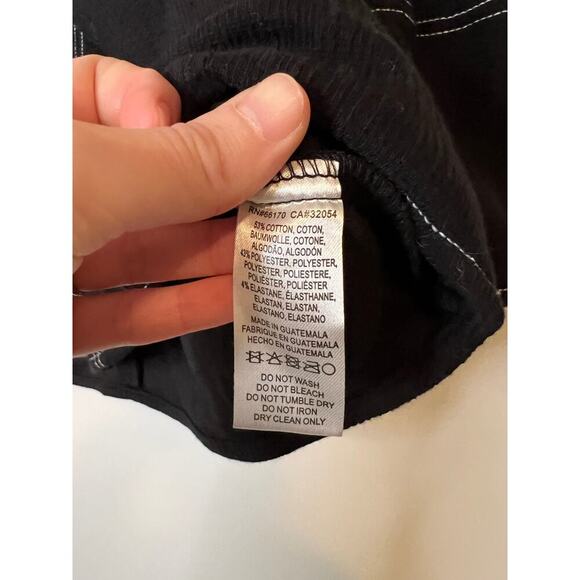 RN#66170 CA#32054
53% COTTON, COTON,
BAUMWOLLE, COTONE,
ALGODÃO, ALGODÓN
43% POLYESTER, POLYESTER,
POLYESTER, POLIESTERE,
POLIÉSTER, POLIÉSTER
4% ELASTANE, ÉLASTHANNE,
ELASTAN, ELASTAN,
ELASTANO, ELASTANO
MADE IN GUATEMALA
FABRIQUE EN GUATEMALA
HECHO EN GUATEMALA
DO NOT WASH
DO NOT BLEACH
DO NOT TUMBLE DRY
DO NOT IRON
DRY CLEAN ONLY